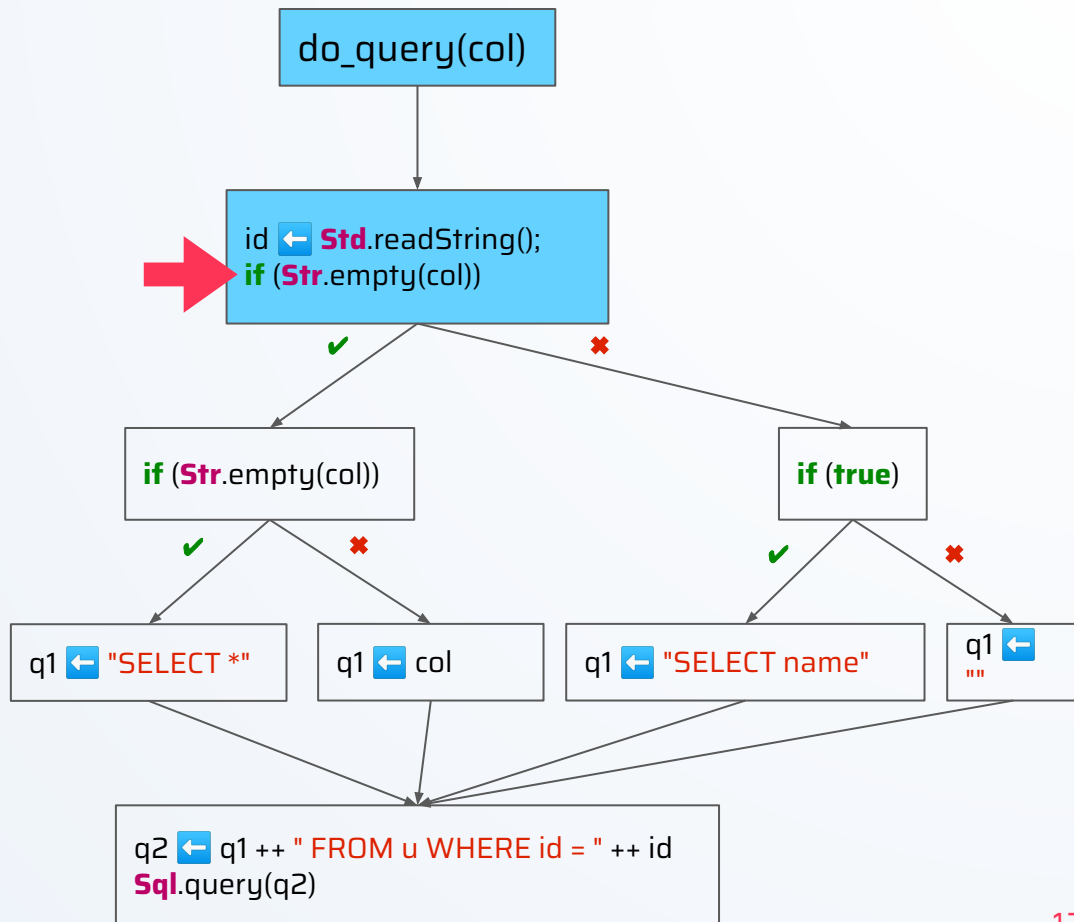 do_query(col)
id ⬅ Std.readString();
if (Str.empty(col))
✔ ✖
if (Str.empty(col))
if (true)
✔ ✖
✔ ✖
q1 ⬅ "SELECT *"
q1 ⬅ col
q1 ⬅ "SELECT name"
q1 ⬅
""
q2 ⬅ q1 ++ " FROM u WHERE id = " ++ id
Sql.query(q2)